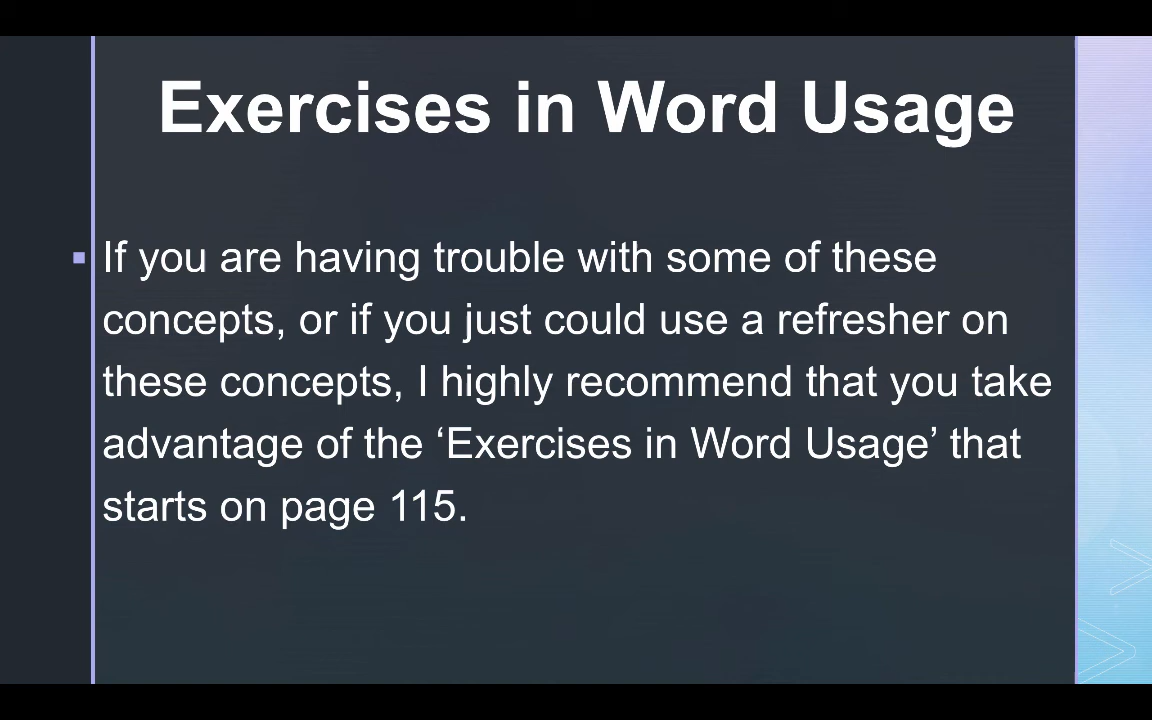 Exercises in Word Usage
If you are having trouble with some of these
concepts, or if you just could use a refresher on
these concepts, I highly recommend that you take
advantage of the ‘Exercises in Word Usage’ that
starts on page 115.